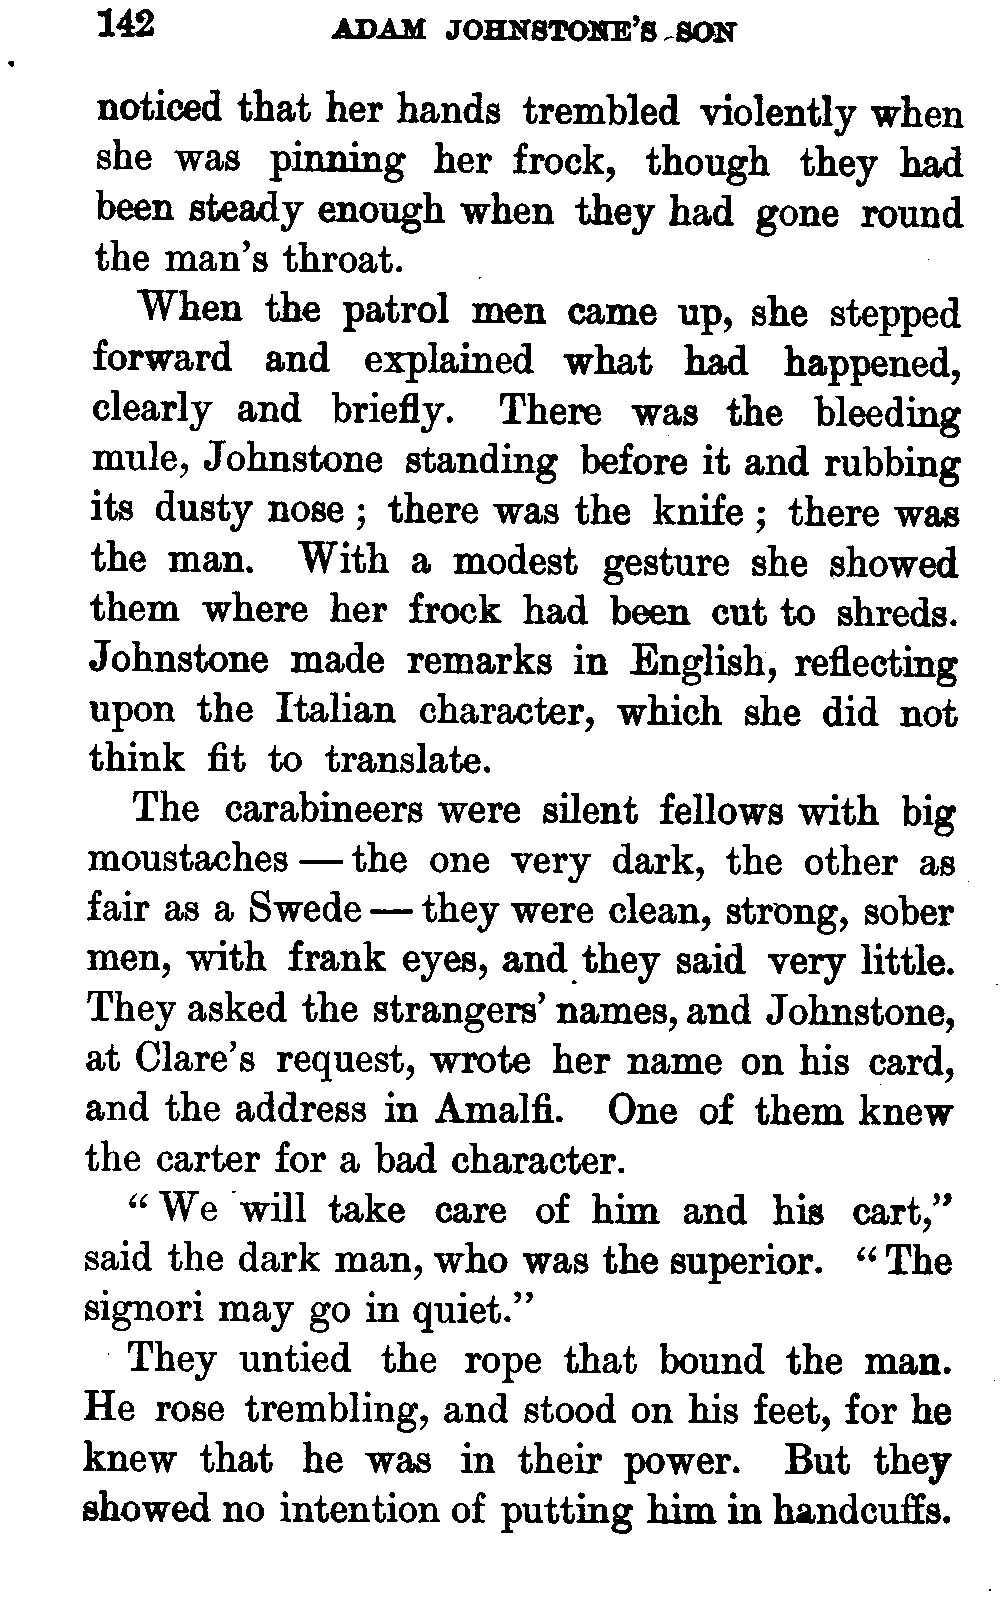 142 ADAM JOHNSTONE'S SON
noticed that her hands trembled violently when
she was pinning her frock, though they had
been steady enough when they had gone round
the man's throat.
When the patrol men came up, she stepped
forward and explained what had happened,
clearly and briefly. There was the bleeding
mule, Johnstone standing before it and rubbing
its dusty nose ; there was the knife ; there was
the man. With a modest gesture she showed
them where her frock had been cut to shreds.
Johnstone made remarks in English, reflecting
upon the Italian character, which she did not
think fit to translate.
The carabineers were silent fellows with big
moustaches — the one very dark, the other as
fair as a Swede — they were clean, strong, sober
men, with frank eyes, and they said very little.
They asked the strangers' names, and Johnstone,
at Clare's request, wrote her name on his card,
and the address in Amalfi. One of them knew
the carter for a bad character.
“ We will take care of him and his cart,”
said the dark man, who was the superior. “ The
signori may go in quiet.”
They untied the rope that bound the man.
He rose trembling, and stood on his feet, for he
knew that he was in their power. But they
showed no intention of putting him in handcuffs.